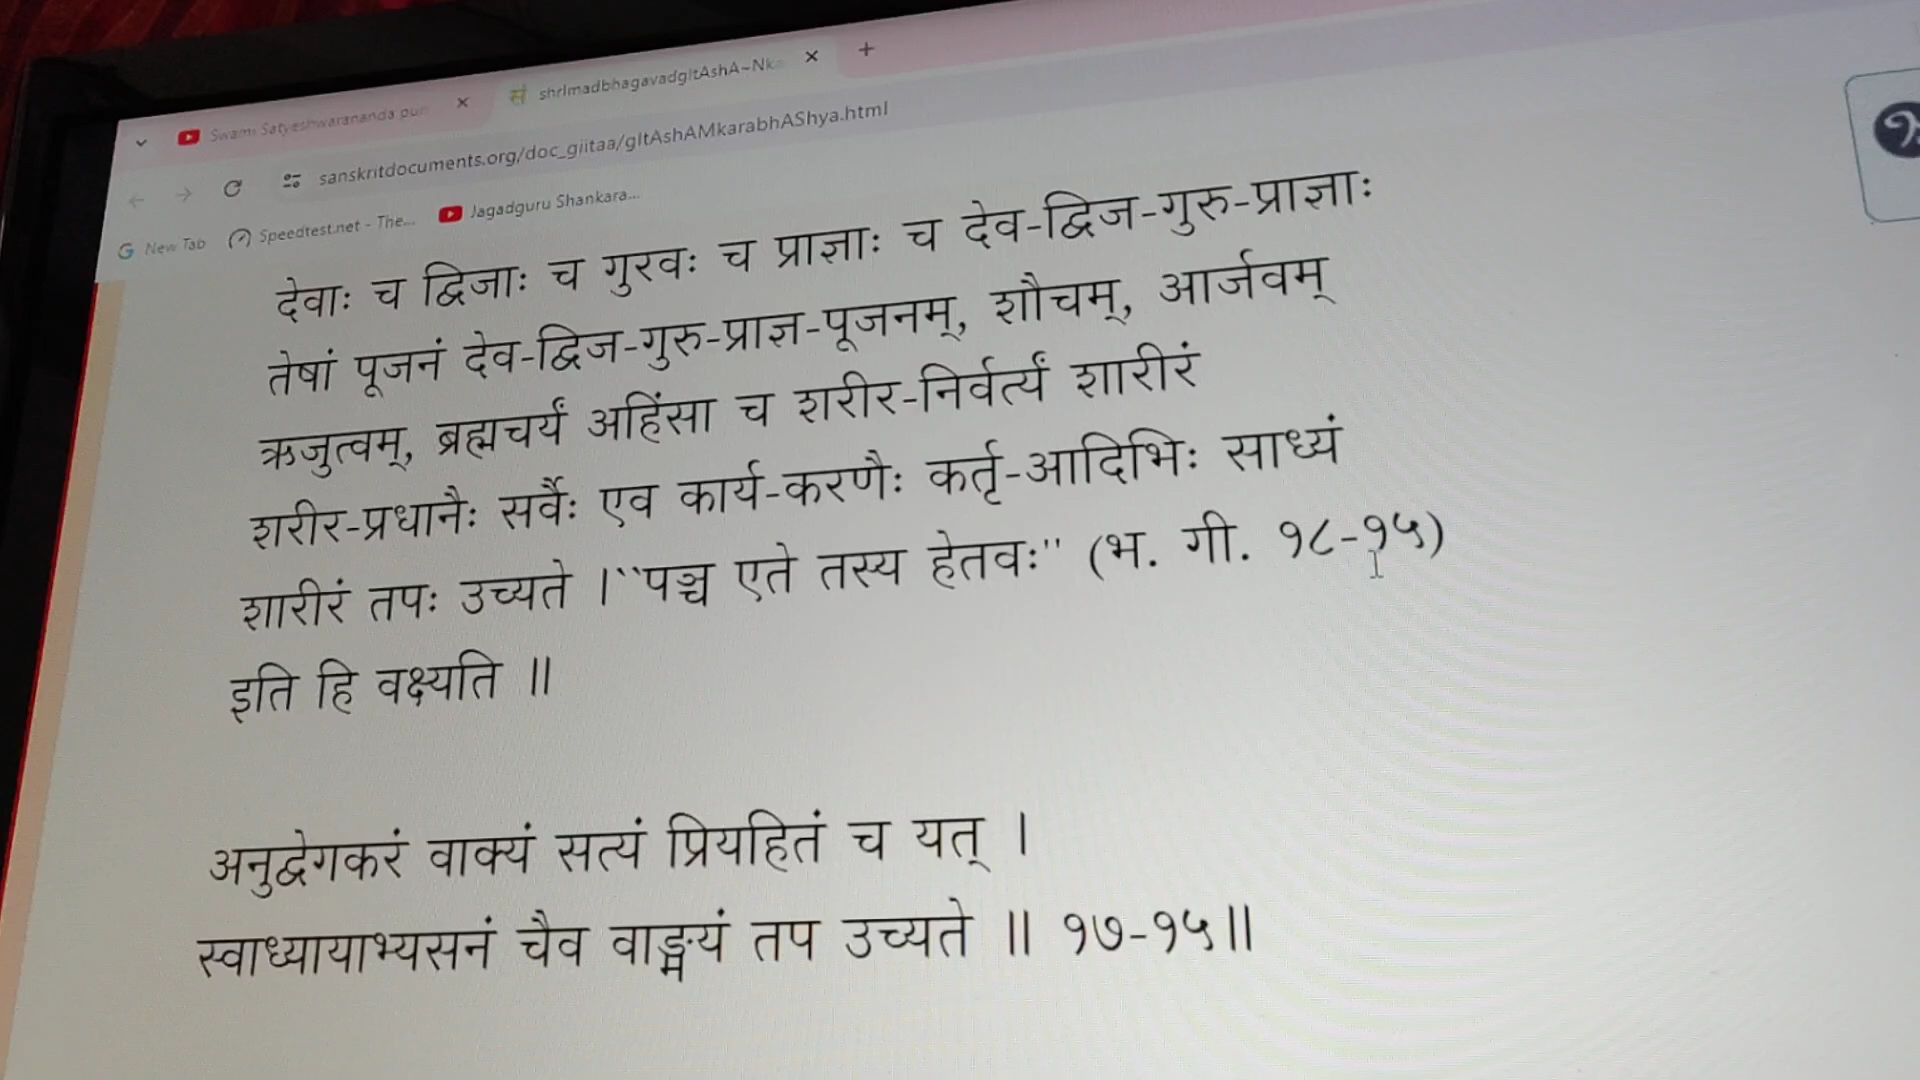 Swami Satyeshwarananda puri
shrImadbhagavadgItAshA~Nka
sanskritdocuments.org/doc_giitaa/gItAshAMkarabhAShya.html
New Tab
Speedtest.net - The...
Jagadguru Shankara...
देवाः च द्विजाः च गुरवः च प्राज्ञाः च देव-द्विज-गुरु-प्राज्ञाः
तेषां पूजनं देव-द्विज-गुरु-प्राज्ञ-पूजनम्, शौचम्, आर्जवम्
ऋजुत्वम्, ब्रह्मचर्यं अहिंसा च शरीर-निर्वर्त्यं शारीरं
शरीर-प्रधानैः सर्वैः एव कार्य-करणैः कर्तृ-आदिभिः साध्यं
शारीरं तपः उच्यते ।``पञ्च एते तस्य हेतवः'' (भ. गी. १८-१५)
इति हि वक्ष्यति ॥
अनुद्वेगकरं वाक्यं सत्यं प्रियहितं च यत् ।
स्वाध्यायाभ्यसनं चैव वाङ्मयं तप उच्यते ॥ १७-१५॥